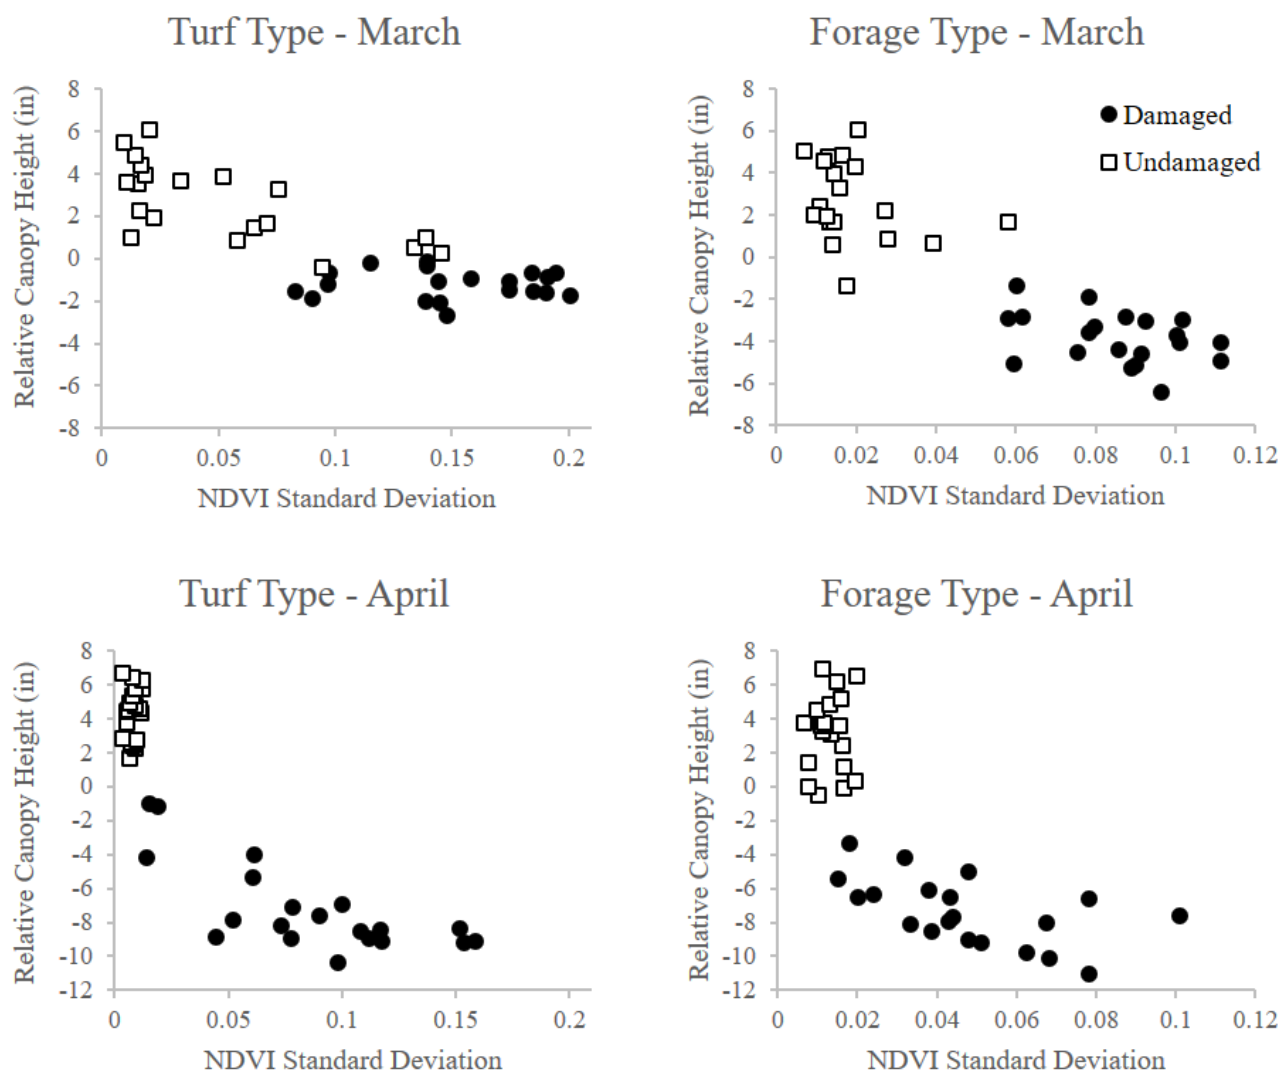 Turf Type - March
Relative Canopy Height (in)
8
6
4
2
0
-2
-4
-6
-8
0 0.05 0.1 0.15 0.2
NDVI Standard Deviation
Forage Type - March
Relative Canopy Height (in)
8
6
4
2
0
-2
-4
-6
-8
Damaged
Undamaged
0 0.02 0.04 0.06 0.08 0.1 0.12
NDVI Standard Deviation
Turf Type - April
Relative Canopy Height (in)
8
6
4
2
0
-2
-4
-6
-8
-10
-12
0 0.05 0.1 0.15 0.2
NDVI Standard Deviation
Forage Type - April
Relative Canopy Height (in)
8
6
4
2
0
-2
-4
-6
-8
-10
-12
0 0.02 0.04 0.06 0.08 0.1 0.12
NDVI Standard Deviation